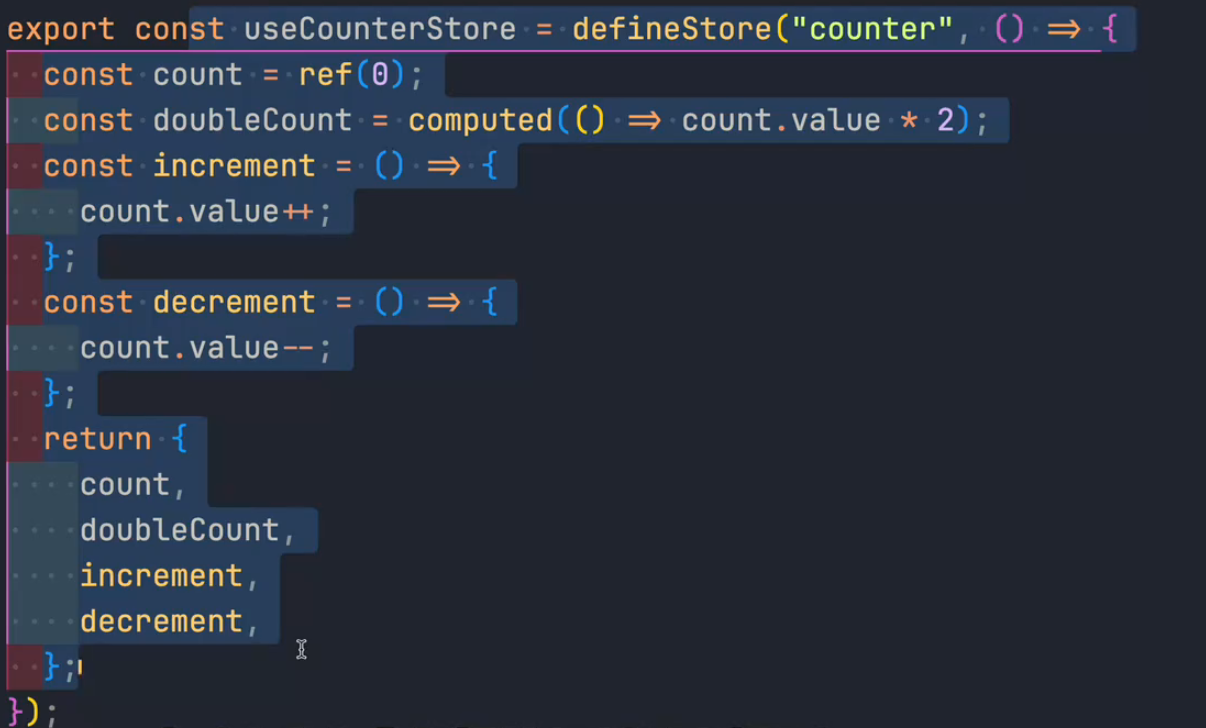 export const useCounterStore = defineStore("counter", () => {
  const count = ref(0);
  const doubleCount = computed(() => count.value * 2);
  const increment = () => {
    count.value++;
  };
  const decrement = () => {
    count.value--;
  };
  return {
    count,
    doubleCount,
    increment,
    decrement,
  };
});